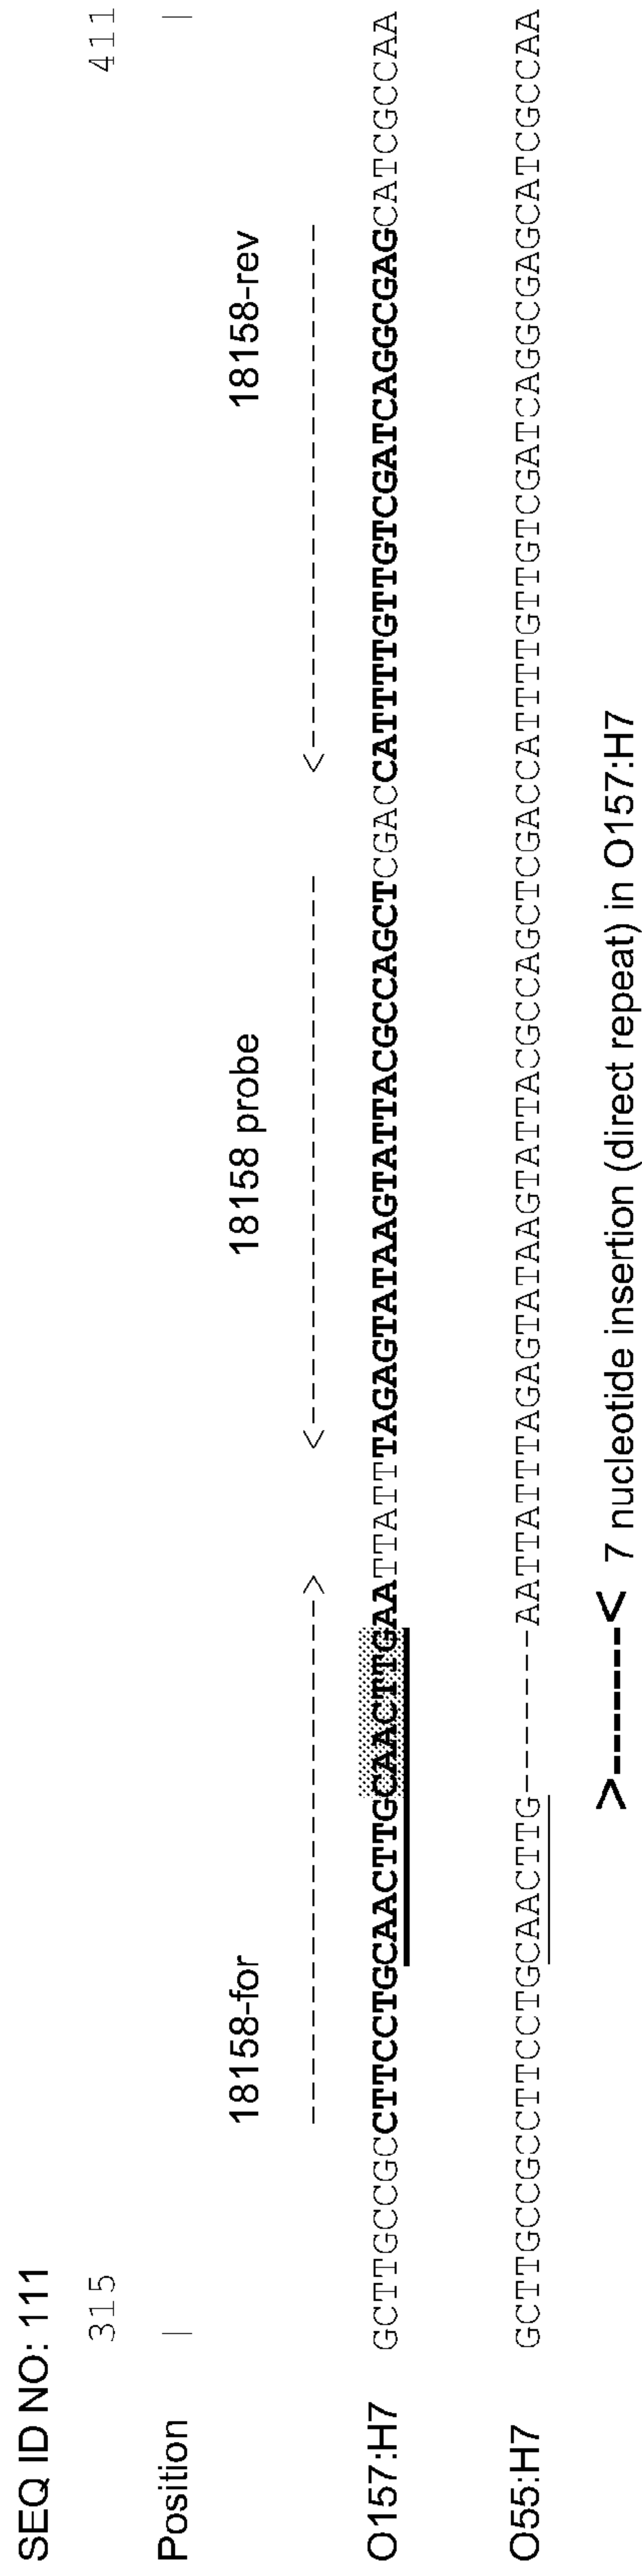 SEQ ID NO: 111
315 411
Position | |
18158-for 18158 probe 18158-rev
---------------------> <----------------------- <----------------------
O157:H7 GCTTGCCGCCTTCCTGCAACTTGCAACTTGAATTATTTAGAGTATAAGTATTACGCCAGCTCGACCATTTTGTTGTCGATCAGGCGAGCATCGCCAA
O55:H7 GCTTGCCGCCTTCCTGCAACTTG-------AATTATTTAGAGTATAAGTATTACGCCAGCTCGACCATTTTGTTGTCGATCAGGCGAGCATCGCCAA
>-------< 7 nucleotide insertion (direct repeat) in O157:H7